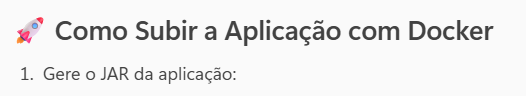 🚀 Como Subir a Aplicação com Docker
1. Gere o JAR da aplicação: